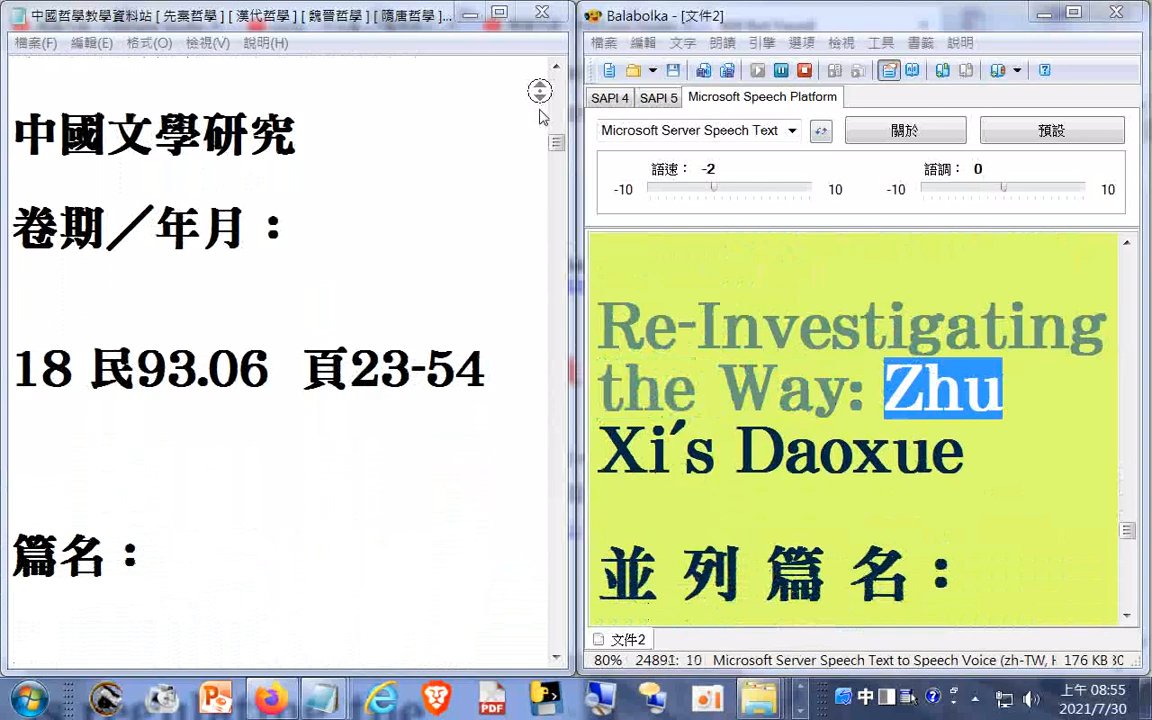 中國哲學教學資料站 [ 先秦哲學 ] [ 漢代哲學 ] [ 魏晉哲學 ] [ 隋唐哲學 ]...
檔案(F) 編輯(E) 格式(O) 檢視(V) 說明(H)
中國文學研究
卷期／年月：
18 民93.06 頁23-54
篇名：
Balabolka - [文件2]
檔案 編輯 文字 朗讀 引擎 選項 檢視 工具 書籤 說明
SAPI 4 SAPI 5 Microsoft Speech Platform
Microsoft Server Speech Text 關於 預設
語速： -2 語調： 0
-10 10 -10 10
Re-Investigating
the Way: Zhu
Xi's Daoxue
並列篇名：
文件2
80% 24891: 10 Microsoft Server Speech Text to Speech Voice (zh-TW, H 176 KB
中 上午 08:55
2021/7/30